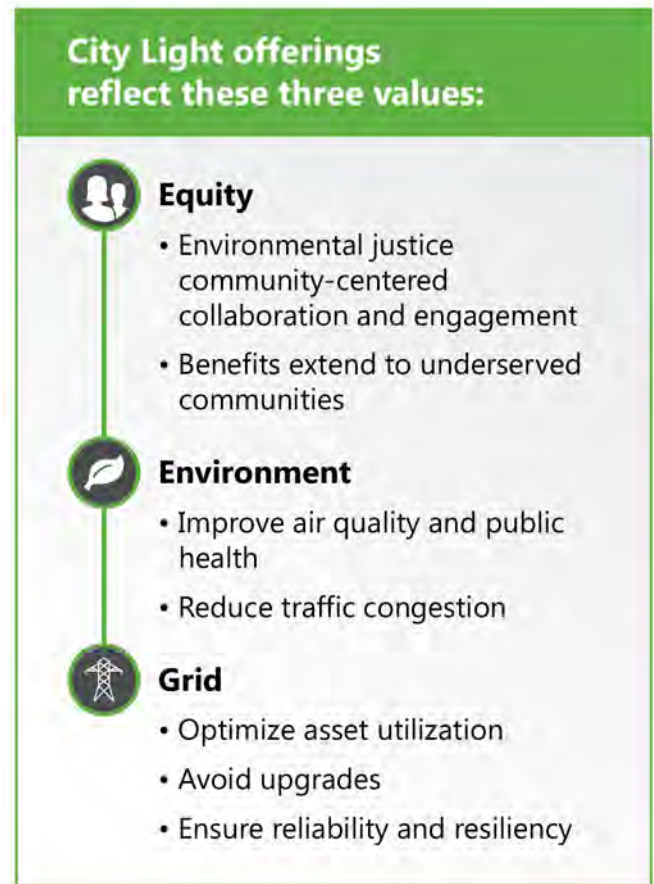 City Light offerings
reflect these three values:
Equity
• Environmental justice
community-centered
collaboration and engagement
• Benefits extend to underserved
communities
Environment
• Improve air quality and public
health
• Reduce traffic congestion
Grid
• Optimize asset utilization
• Avoid upgrades
• Ensure reliability and resiliency